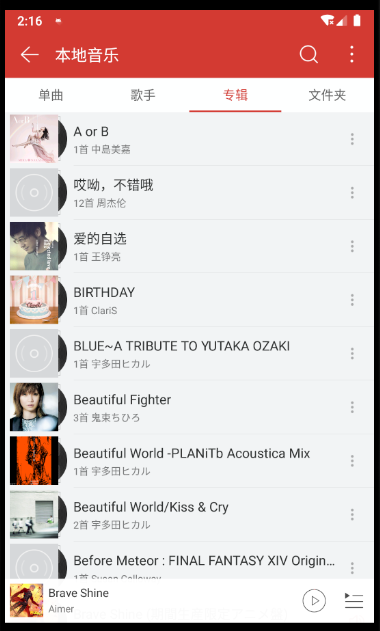 2:16
本地音乐
单曲 歌手 专辑 文件夹
A or B
1首 中島美嘉
哎呦，不错哦
12首 周杰伦
爱的自选
1首 王铮亮
BIRTHDAY
1首 ClariS
BLUE~A TRIBUTE TO YUTAKA OZAKI
1首 宇多田ヒカル
Beautiful Fighter
3首 鬼束ちひろ
Beautiful World -PLANiTb Acoustica Mix
1首 宇多田ヒカル
Beautiful World/Kiss & Cry
2首 宇多田ヒカル
Before Meteor : FINAL FANTASY XIV Origin...
1首 Susan Calloway
Brave Shine
Aimer